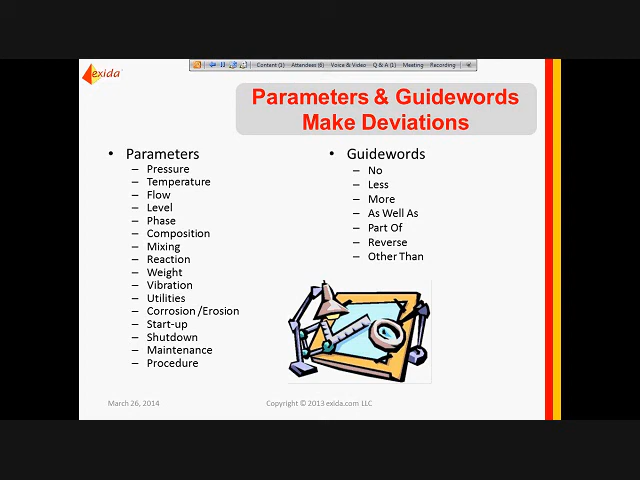 exida
Content (1) Attendees (6) Voice & Video Q & A (1) Meeting Recording
Parameters & Guidewords
Make Deviations
• Parameters
– Pressure
– Temperature
– Flow
– Level
– Phase
– Composition
– Mixing
– Reaction
– Weight
– Vibration
– Utilities
– Corrosion /Erosion
– Start-up
– Shutdown
– Maintenance
– Procedure
• Guidewords
– No
– Less
– More
– As Well As
– Part Of
– Reverse
– Other Than
March 26, 2014
Copyright © 2013 exida.com LLC